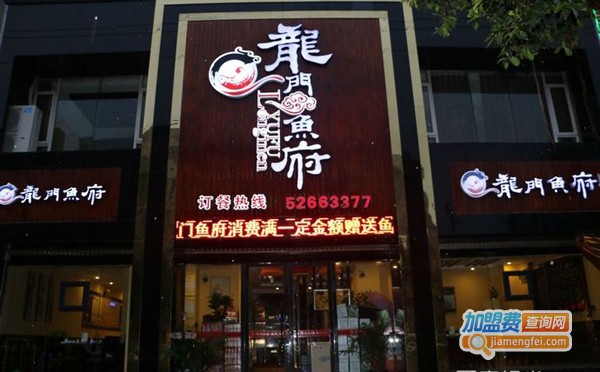 龍門魚府
Longmen
YUFU
订餐热线 52663377
门鱼府消费满一定金额赠送鱼
龍門魚府
龍門魚府
加盟费查询网
jiamengfei.com